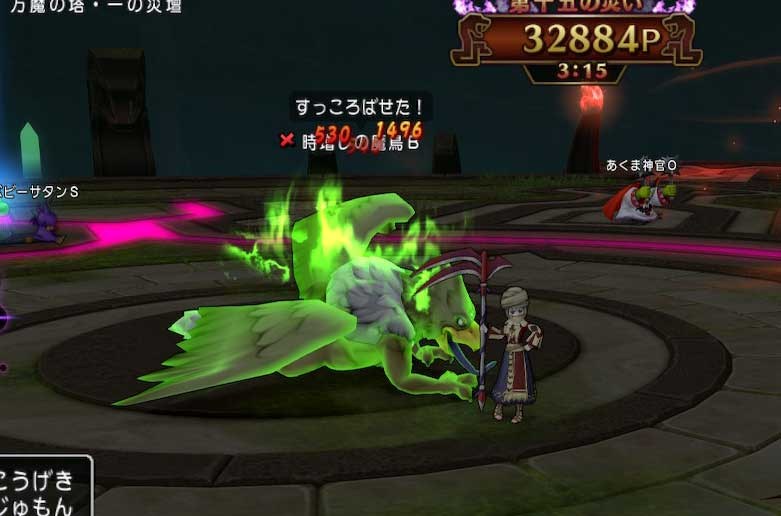 万魔の塔・一の災壇
第十五の災い
32884P
3:15
すっころばせた！
530 1496
時増しの魔鳥B
あくま神官O
ベビーサタンS
こうげき
じゅもん